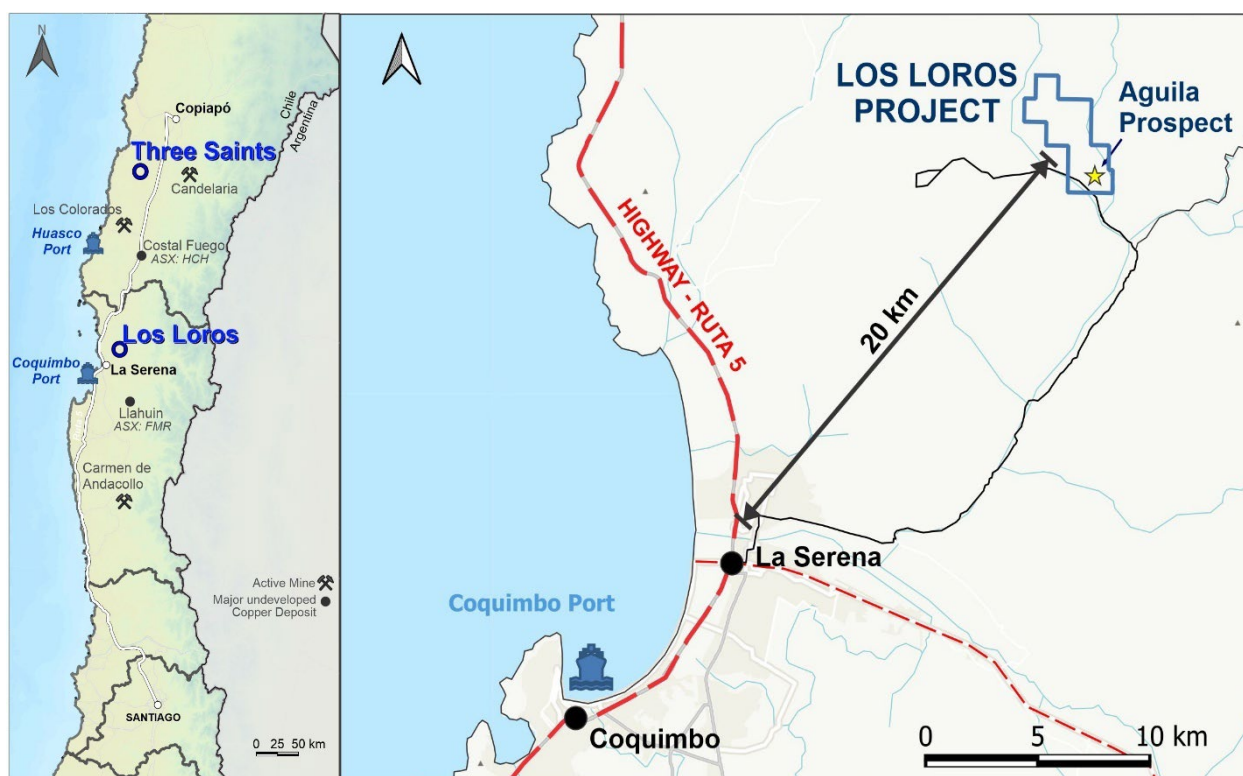 N
Copiapó
Chile
Argentina
Three Saints
Candelaria
Los Colorados
Huasco
Port
Costal Fuego
ASX: HCH
Los Loros
Coquimbo
Port
La Serena
Llahuin
ASX: FMR
Carmen de
Andacollo
Active Mine
Major undeveloped
Copper Deposit
SANTIAGO
0 25 50 km
LOS LOROS
PROJECT
Aguila
Prospect
HIGHWAY - RUTA 5
20 km
La Serena
Coquimbo Port
Coquimbo
0 5 10 km